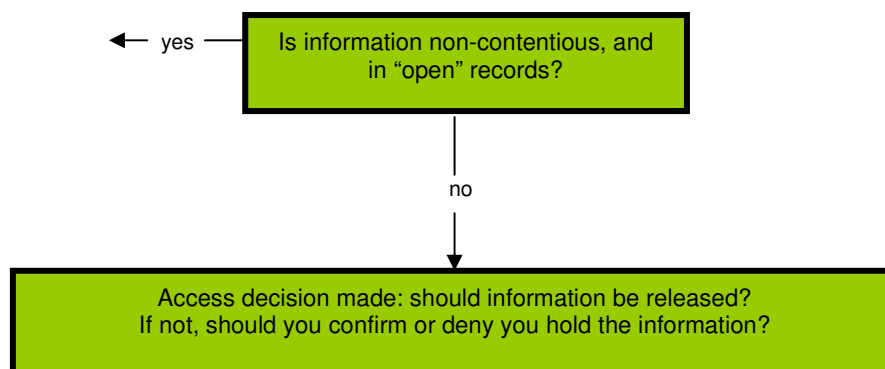 yes
Is information non-contentious, and
in “open” records?
no
Access decision made: should information be released?
If not, should you confirm or deny you hold the information?